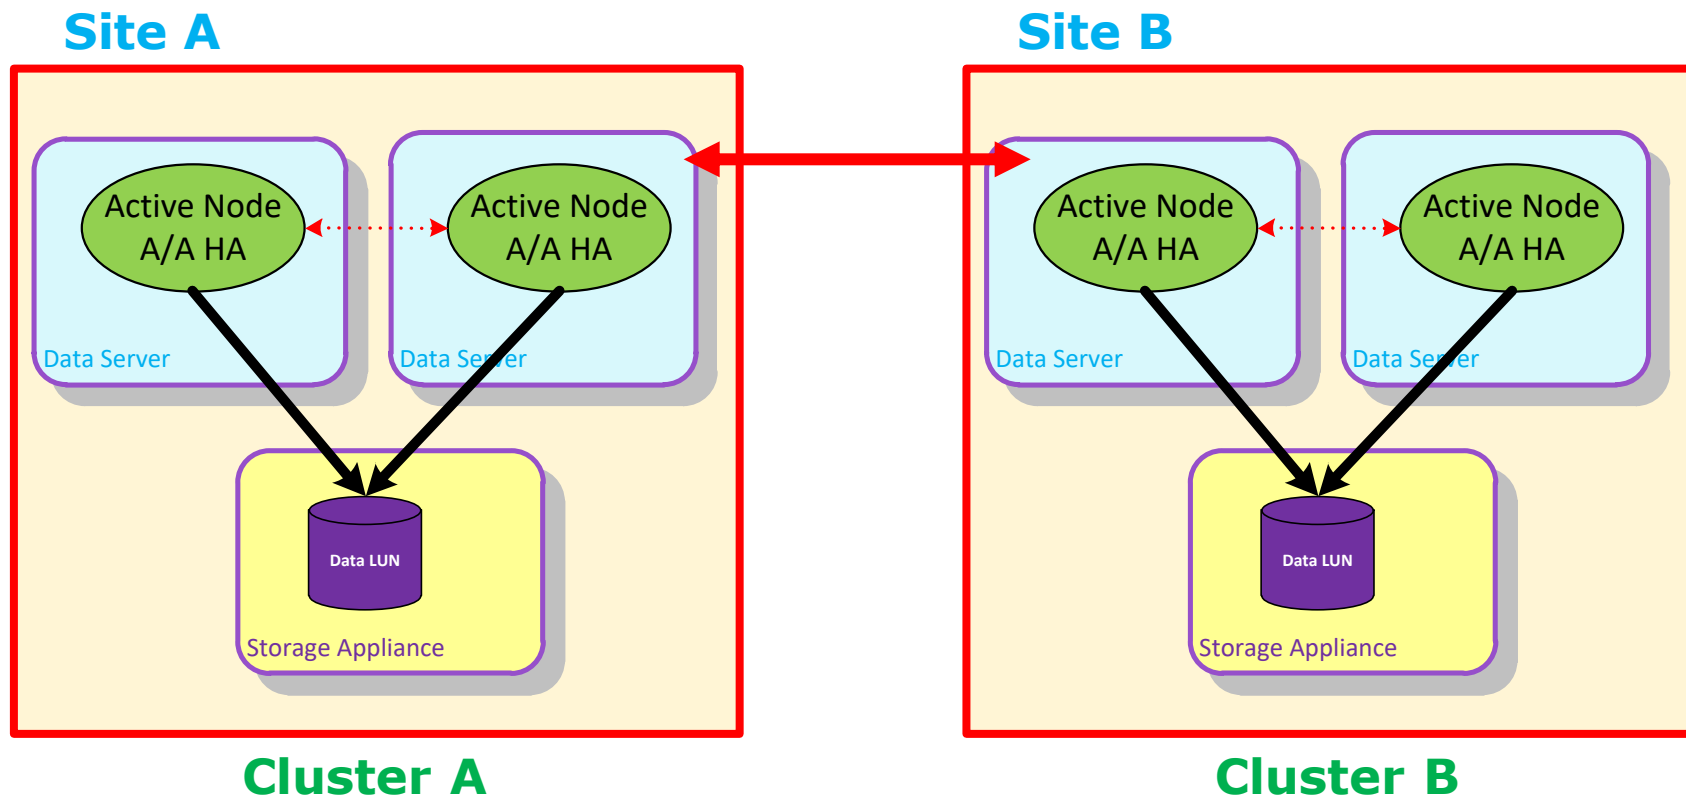 Site A
Site B
Active Node
A/A HA
Active Node
A/A HA
Data Server
Data Server
Data LUN
Storage Appliance
Active Node
A/A HA
Active Node
A/A HA
Data Server
Data Server
Data LUN
Storage Appliance
Cluster A
Cluster B